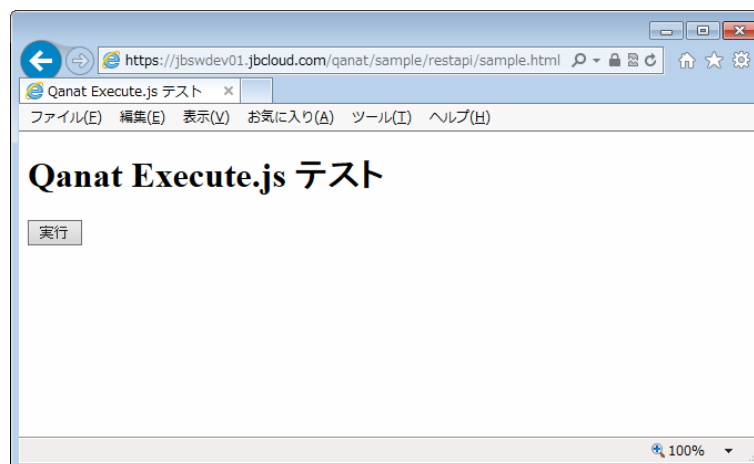 https://jbswdev01.jbcloud.com/qanat/sample/restapi/sample.html
Qanat Execute.js テスト ×
ファイル(F) 編集(E) 表示(V) お気に入り(A) ツール(T) ヘルプ(H)
Qanat Execute.js テスト
実行
100%